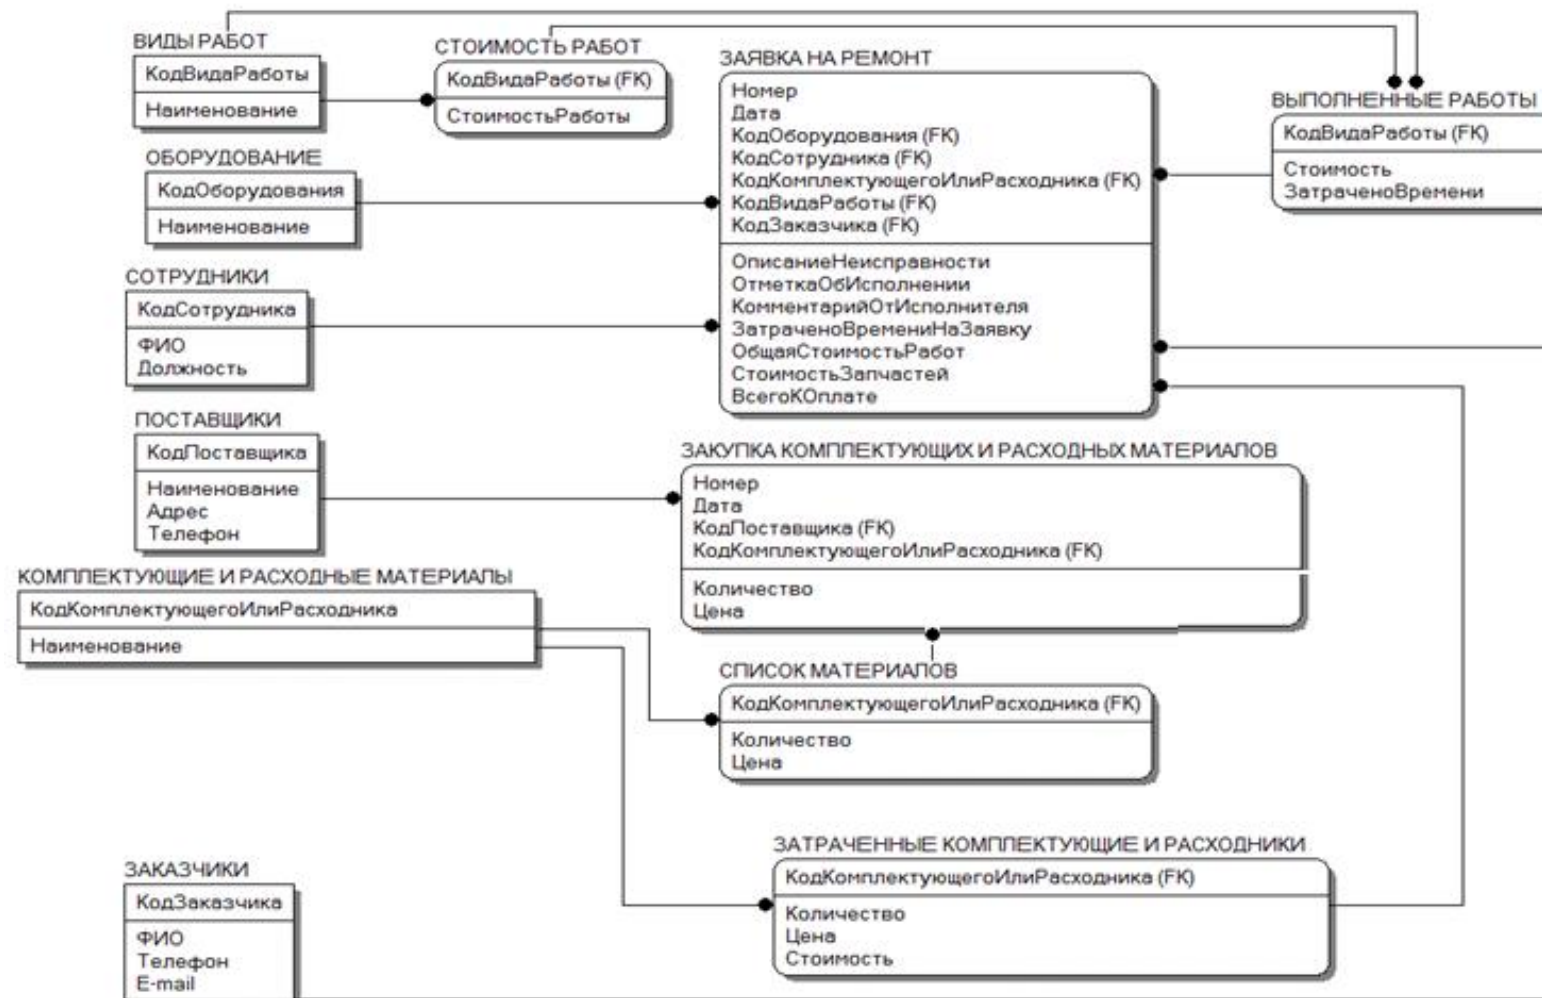 ВИДЫ РАБОТ
КодВидаРаботы
Наименование
СТОИМОСТЬ РАБОТ
КодВидаРаботы (FK)
СтоимостьРаботы
ЗАЯВКА НА РЕМОНТ
Номер
Дата
КодОборудования (FK)
КодСотрудника (FK)
КодКомплектующегоИлиРасходника (FK)
КодВидаРаботы (FK)
КодЗаказчика (FK)
ОписаниеНеисправности
ОтметкаОбИсполнении
КомментарийОтИсполнителя
ЗатраченоВремениНаЗаявку
ОбщаяСтоимостьРабот
СтоимостьЗапчастей
ВсегоКОплате
ВЫПОЛНЕННЫЕ РАБОТЫ
КодВидаРаботы (FK)
Стоимость
ЗатраченоВремени
ОБОРУДОВАНИЕ
КодОборудования
Наименование
СОТРУДНИКИ
КодСотрудника
ФИО
Должность
ПОСТАВЩИКИ
КодПоставщика
Наименование
Адрес
Телефон
ЗАКУПКА КОМПЛЕКТУЮЩИХ И РАСХОДНЫХ МАТЕРИАЛОВ
Номер
Дата
КодПоставщика (FK)
КодКомплектующегоИлиРасходника (FK)
Количество
Цена
КОМПЛЕКТУЮЩИЕ И РАСХОДНЫЕ МАТЕРИАЛЫ
КодКомплектующегоИлиРасходника
Наименование
СПИСОК МАТЕРИАЛОВ
КодКомплектующегоИлиРасходника (FK)
Количество
Цена
ЗАТРАЧЕННЫЕ КОМПЛЕКТУЮЩИЕ И РАСХОДНИКИ
КодКомплектующегоИлиРасходника (FK)
Количество
Цена
Стоимость
ЗАКАЗЧИКИ
КодЗаказчика
ФИО
Телефон
E-mail